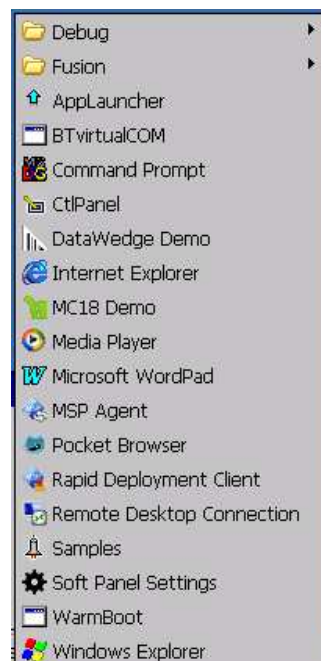 Debug
Fusion
AppLauncher
BTvirtualCOM
Command Prompt
CtlPanel
DataWedge Demo
Internet Explorer
MC18 Demo
Media Player
Microsoft WordPad
MSP Agent
Pocket Browser
Rapid Deployment Client
Remote Desktop Connection
Samples
Soft Panel Settings
WarmBoot
Windows Explorer